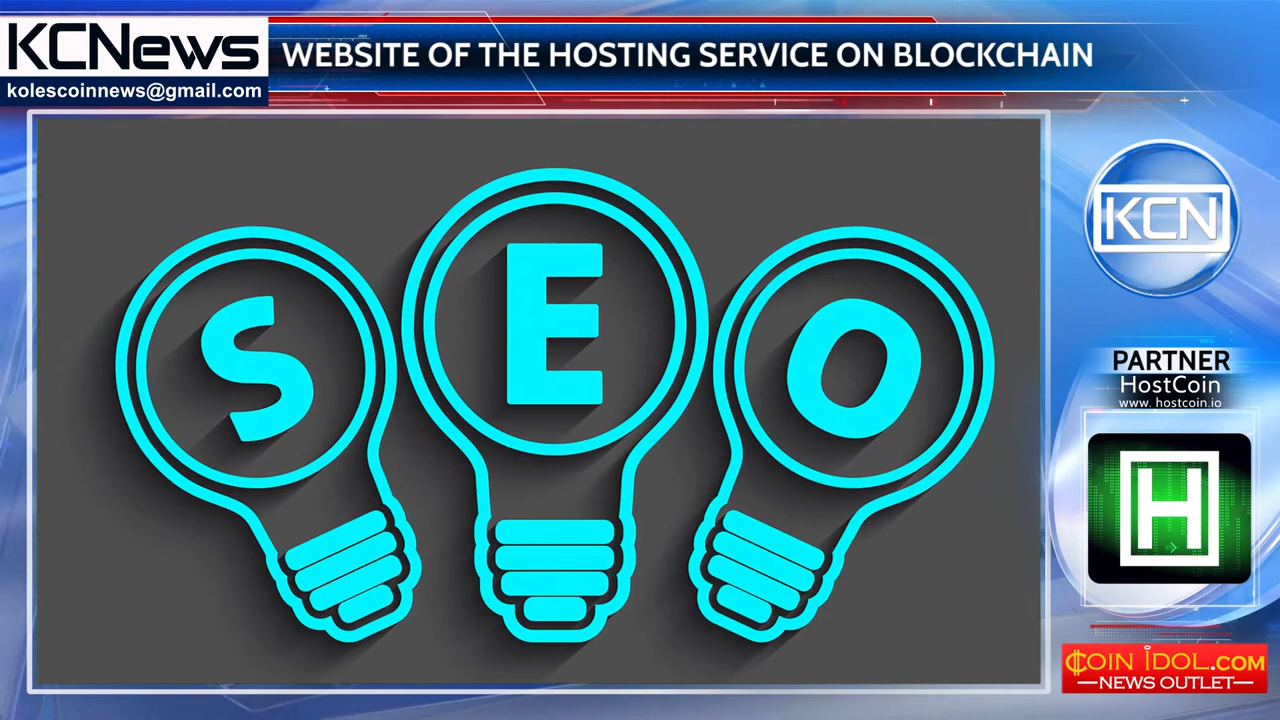 KCNews
kolescoinnews@gmail.com
WEBSITE OF THE HOSTING SERVICE ON BLOCKCHAIN
S E O
KCN
100%
PARTNER
HostCoin
www. hostcoin.io
H
COIN IDOL.COM
NEWS OUTLET